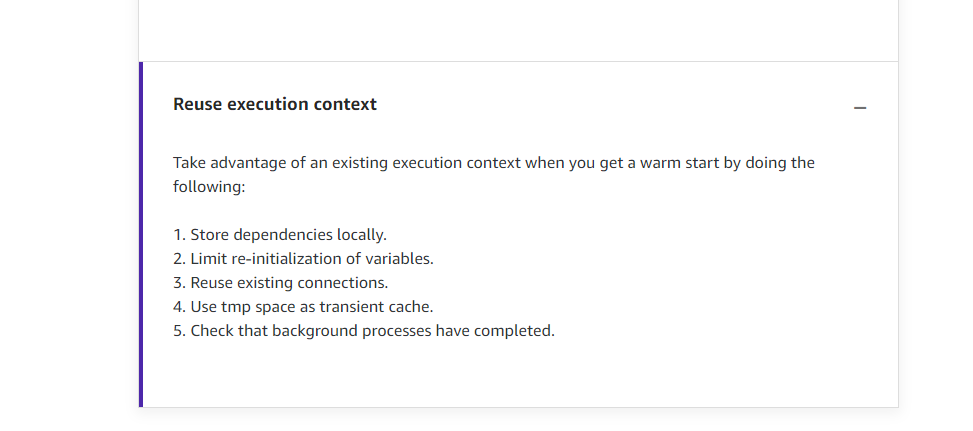 Reuse execution context
Take advantage of an existing execution context when you get a warm start by doing the
following:
1. Store dependencies locally.
2. Limit re-initialization of variables.
3. Reuse existing connections.
4. Use tmp space as transient cache.
5. Check that background processes have completed.